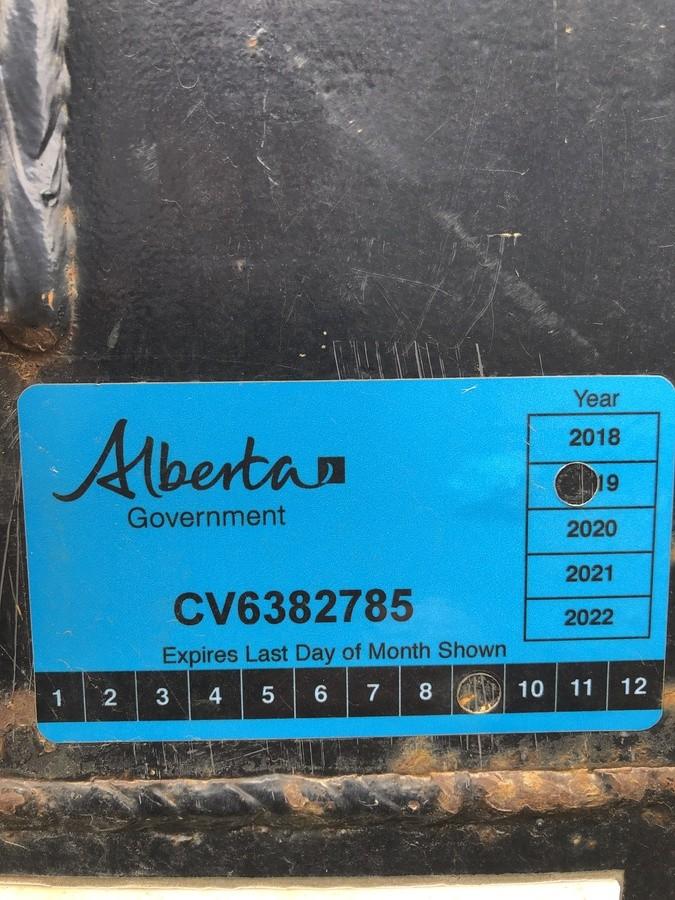 Year
2018
19
2020
2021
2022
Alberta
Government
CV6382785
Expires Last Day of Month Shown
1 2 3 4 5 6 7 8 10 11 12